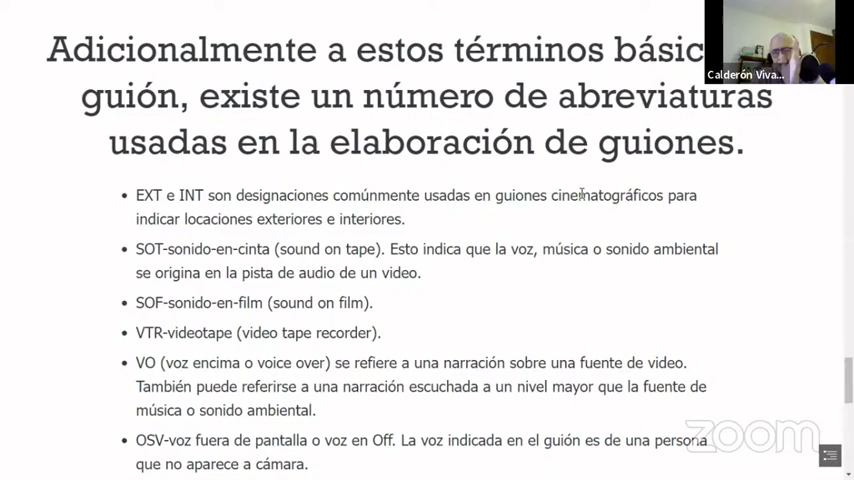 Adicionalmente a estos términos básic
guión, existe un número de abreviaturas
usadas en la elaboración de guiones.
Calderón Viva...
• EXT e INT son designaciones comúnmente usadas en guiones cinematográficos para
indicar locaciones exteriores e interiores.
• SOT-sonido-en-cinta (sound on tape). Esto indica que la voz, música o sonido ambiental
se origina en la pista de audio de un video.
• SOF-sonido-en-film (sound on film).
• VTR-videotape (video tape recorder).
• VO (voz encima o voice over) se refiere a una narración sobre una fuente de video.
También puede referirse a una narración escuchada a un nivel mayor que la fuente de
música o sonido ambiental.
• OSV-voz fuera de pantalla o voz en Off. La voz indicada en el guión es de una persona
que no aparece a cámara.
zoom